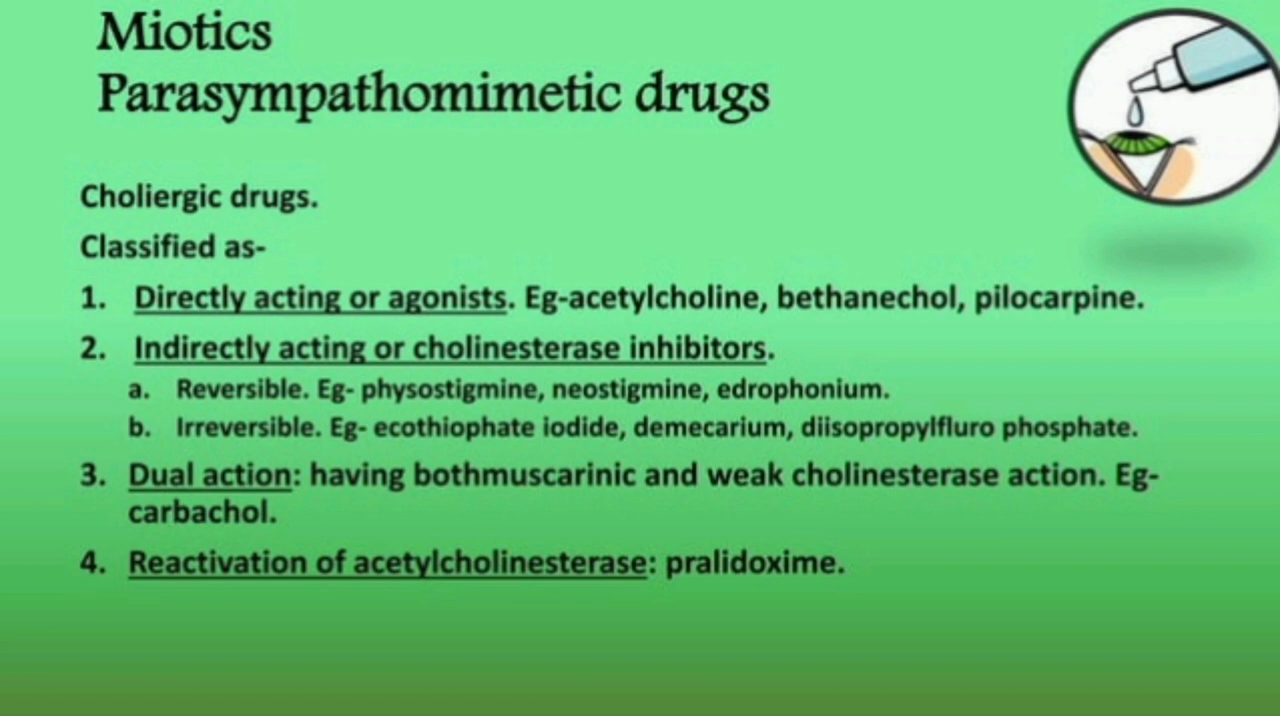 Miotics
Parasympathomimetic drugs
Choliergic drugs.
Classified as-
1. Directly acting or agonists. Eg-acetylcholine, bethanechol, pilocarpine.
2. Indirectly acting or cholinesterase inhibitors.
a. Reversible. Eg- physostigmine, neostigmine, edrophonium.
b. Irreversible. Eg- ecothiophate iodide, demecarium, diisopropylfluro phosphate.
3. Dual action: having bothmuscarinic and weak cholinesterase action. Eg-
carbachol.
4. Reactivation of acetylcholinesterase: pralidoxime.